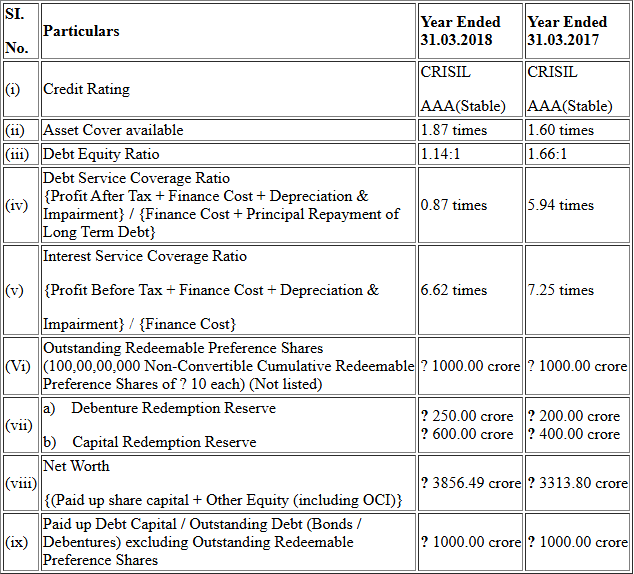 SI.
No.
Particulars
Year Ended
31.03.2018
Year Ended
31.03.2017
(i)
Credit Rating
CRISIL
AAA(Stable)
CRISIL
AAA(Stable)
(ii)
Asset Cover available
1.87 times
1.60 times
(iii)
Debt Equity Ratio
1.14:1
1.66:1
(iv)
Debt Service Coverage Ratio
{Profit After Tax + Finance Cost + Depreciation &
Impairment} / {Finance Cost + Principal Repayment of
Long Term Debt}
0.87 times
5.94 times
(v)
Interest Service Coverage Ratio
{Profit Before Tax + Finance Cost + Depreciation &
Impairment} / {Finance Cost}
6.62 times
7.25 times
(Vi)
Outstanding Redeemable Preference Shares
(100,00,00,000 Non-Convertible Cumulative Redeemable
Preference Shares of ? 10 each) (Not listed)
? 1000.00 crore
? 1000.00 crore
(vii)
a) Debenture Redemption Reserve
b) Capital Redemption Reserve
? 250.00 crore
? 600.00 crore
? 200.00 crore
? 400.00 crore
(viii)
Net Worth
{(Paid up share capital + Other Equity (including OCI)}
? 3856.49 crore
? 3313.80 crore
(ix)
Paid up Debt Capital / Outstanding Debt (Bonds /
Debentures) excluding Outstanding Redeemable
Preference Shares
? 1000.00 crore
? 1000.00 crore